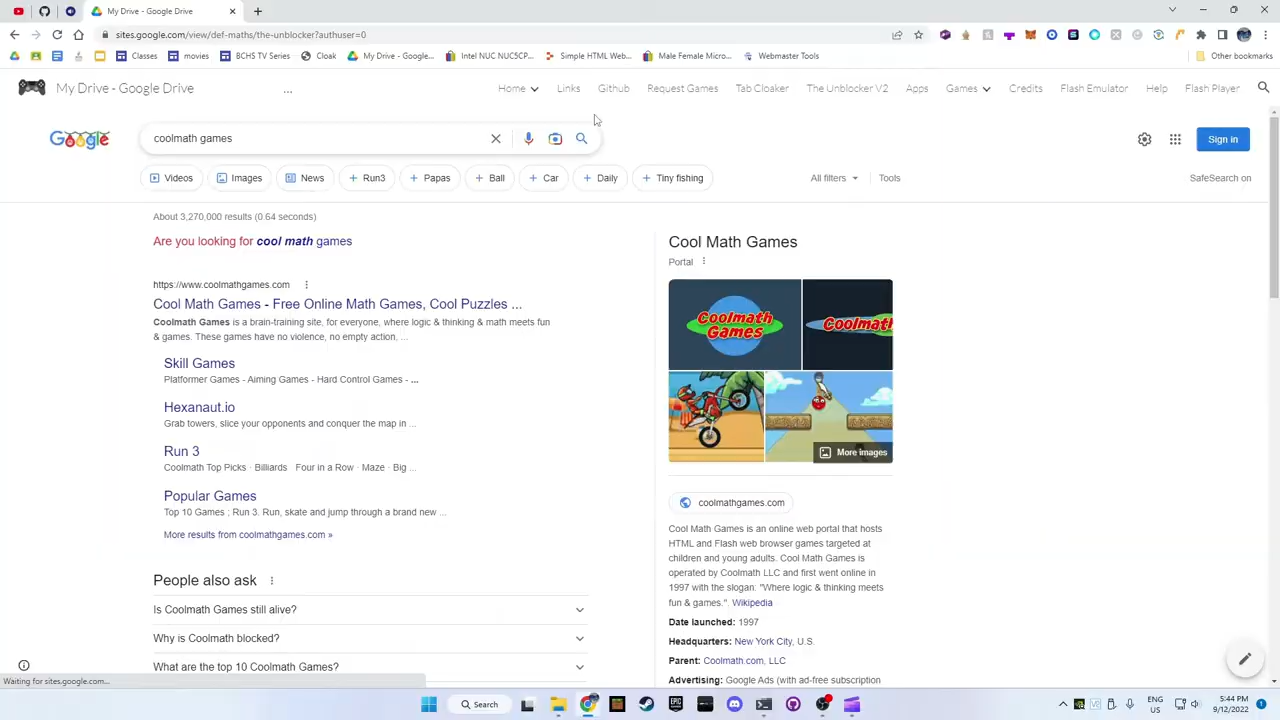 My Drive - Google Drive
sites.google.com/view/def-maths/the-unblocker?authuser=0
Classes
movies
BCHS TV Series
Cloak
My Drive - Google...
Intel NUC NUC5CP...
Simple HTML Web...
Male Female Micro...
Webmaster Tools
Other bookmarks
My Drive - Google Drive
...
Home
Links
Github
Request Games
Tab Cloaker
The Unblocker V2
Apps
Games
Credits
Flash Emulator
Help
Flash Player
Google
coolmath games
Sign in
Videos
Images
News
Run3
Papas
Ball
Car
Daily
Tiny fishing
All filters
Tools
SafeSearch on
About 3,270,000 results (0.64 seconds)
Are you looking for cool math games
https://www.coolmathgames.com
Cool Math Games - Free Online Math Games, Cool Puzzles ...
Coolmath Games is a brain-training site, for everyone, where logic & thinking & math meets fun
& games. These games have no violence, no empty action, ...
Skill Games
Platformer Games - Aiming Games - Hard Control Games - ...
Hexanaut.io
Grab towers, slice your opponents and conquer the map in ...
Run 3
Coolmath Top Picks · Billiards · Four in a Row · Maze · Big ...
Popular Games
Top 10 Games ; Run 3. Run, skate and jump through a brand new ...
More results from coolmathgames.com »
People also ask
Is Coolmath Games still alive?
Why is Coolmath blocked?
What are the top 10 Coolmath Games?
Waiting for sites.google.com...
Cool Math Games
Portal
Coolmath
Games
Coolmath
More images
coolmathgames.com
Cool Math Games is an online web portal that hosts
HTML and Flash web browser games targeted at
children and young adults. Cool Math Games is
operated by Coolmath LLC and first went online in
1997 with the slogan: "Where logic & thinking meets
fun & games.". Wikipedia
Date launched: 1997
Headquarters: New York City, U.S.
Parent: Coolmath.com, LLC
Advertising: Google Ads (with ad-free subscription
Search
EPIC
ENG
US
5:44 PM
9/12/2022